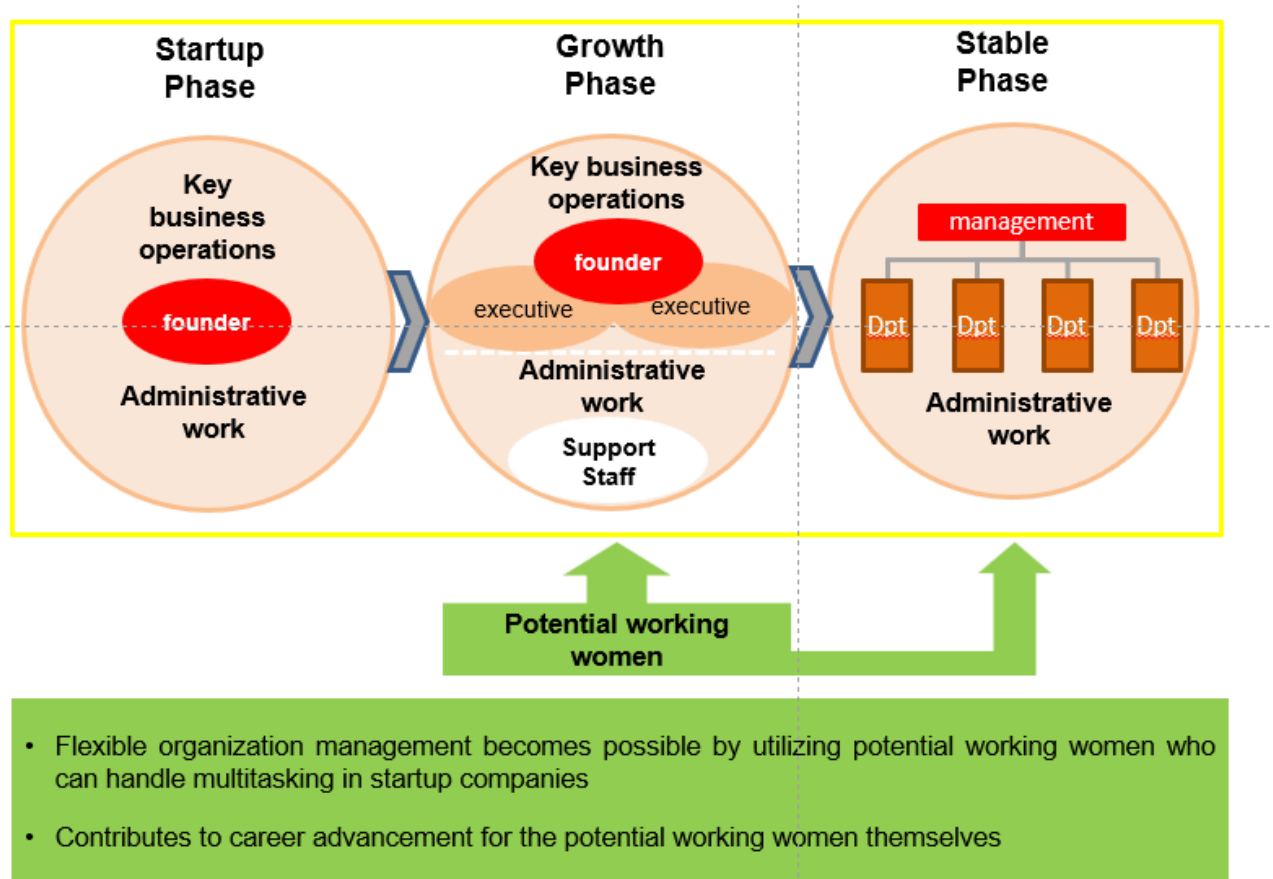 Startup
Phase
Growth
Phase
Stable
Phase
Key
business
operations
founder
Administrative
work
Key business
operations
founder
executive
executive
Administrative
work
Support
Staff
management
Dpt
Dpt
Dpt
Dpt
Administrative
work
Potential working
women
• Flexible organization management becomes possible by utilizing potential working women who
can handle multitasking in startup companies
• Contributes to career advancement for the potential working women themselves